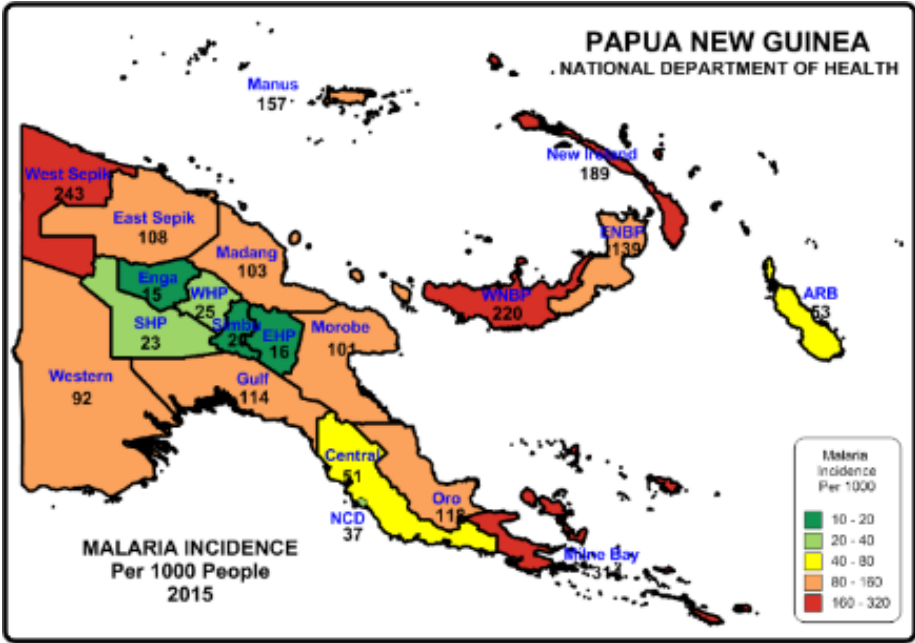 PAPUA NEW GUINEA
NATIONAL DEPARTMENT OF HEALTH
Manus
157
New Ireland
189
West Sepik
243
East Sepik
108
ENBP
139
Madang
103
Enga
15
WHP
25
WNBP
220
ARB
53
SHP
23
Simbu
EHP
16
Morobe
101
Western
92
Gulf
114
Central
51
Oro
NCD
37
Milne Bay
MALARIA INCIDENCE
Per 1000 People
2015
Malaria
Incidence
Per 1000
10 - 20
20 - 40
40 - 80
80 - 160
160 - 320